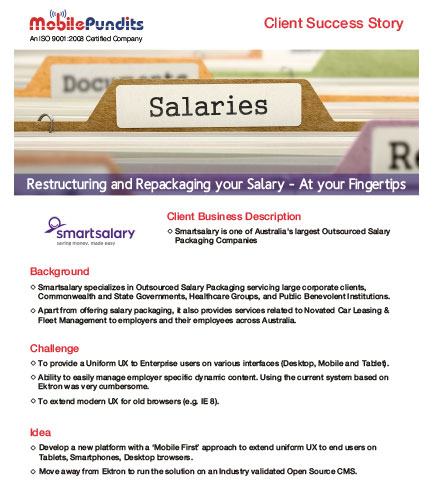 MobilePundits
An ISO 9001:2008 Certified Company
Client Success Story
Documents
Salaries
Re
Restructuring and Repackaging your Salary - At your Fingertips
smartsalary
saving money, made easy
Client Business Description
◇ Smartsalary is one of Australia's largest Outsourced Salary
Packaging Companies
Background
◇ Smartsalary specializes in Outsourced Salary Packaging servicing large corporate clients,
Commonwealth and State Governments, Healthcare Groups, and Public Benevolent Institutions.
◇ Apart from offering salary packaging, it also provides services related to Novated Car Leasing &
Fleet Management to employers and their employees across Australia.
Challenge
◇ To provide a Uniform UX to Enterprise users on various interfaces (Desktop, Mobile and Tablet).
◇ Ability to easily manage employer specific dynamic content. Using the current system based on
Ektron was very cumbersome.
◇ To extend modern UX for old browsers (e.g. IE 8).
Idea
◇ Develop a new platform with a 'Mobile First' approach to extend uniform UX to end users on
Tablets, Smartphones, Desktop browsers.
◇ Move away from Ektron to run the solution on an Industry validated Open Source CMS.